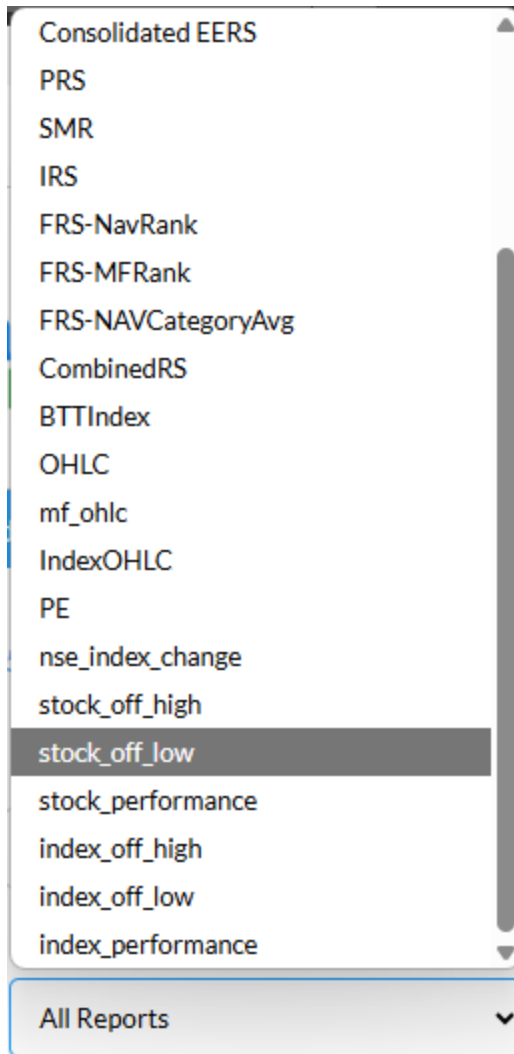 Consolidated EERS
PRS
SMR
IRS
FRS-NavRank
FRS-MFRank
FRS-NAVCategoryAvg
CombinedRS
BTTIndex
OHLC
mf_ohlc
IndexOHLC
PE
nse_index_change
stock_off_high
stock_off_low
stock_performance
index_off_high
index_off_low
index_performance
All Reports